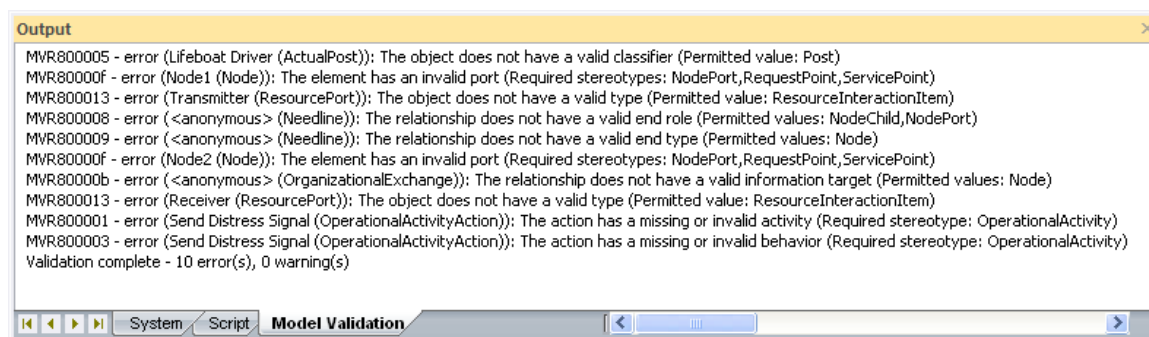 Output
MVR800005 - error (Lifeboat Driver (ActualPost)): The object does not have a valid classifier (Permitted value: Post)
MVR80000f - error (Node1 (Node)): The element has an invalid port (Required stereotypes: NodePort,RequestPoint,ServicePoint)
MVR800013 - error (Transmitter (ResourcePort)): The object does not have a valid type (Permitted value: ResourceInteractionItem)
MVR800008 - error (<anonymous> (Needline)): The relationship does not have a valid end role (Permitted values: NodeChild,NodePort)
MVR800009 - error (<anonymous> (Needline)): The relationship does not have a valid end type (Permitted values: Node)
MVR80000f - error (Node2 (Node)): The element has an invalid port (Required stereotypes: NodePort,RequestPoint,ServicePoint)
MVR80000b - error (<anonymous> (OrganizationalExchange)): The relationship does not have a valid information target (Permitted values: Node)
MVR800013 - error (Receiver (ResourcePort)): The object does not have a valid type (Permitted value: ResourceInteractionItem)
MVR800001 - error (Send Distress Signal (OperationalActivityAction)): The action has a missing or invalid activity (Required stereotype: OperationalActivity)
MVR800003 - error (Send Distress Signal (OperationalActivityAction)): The action has a missing or invalid behavior (Required stereotype: OperationalActivity)
Validation complete - 10 error(s), 0 warning(s)
System Script Model Validation